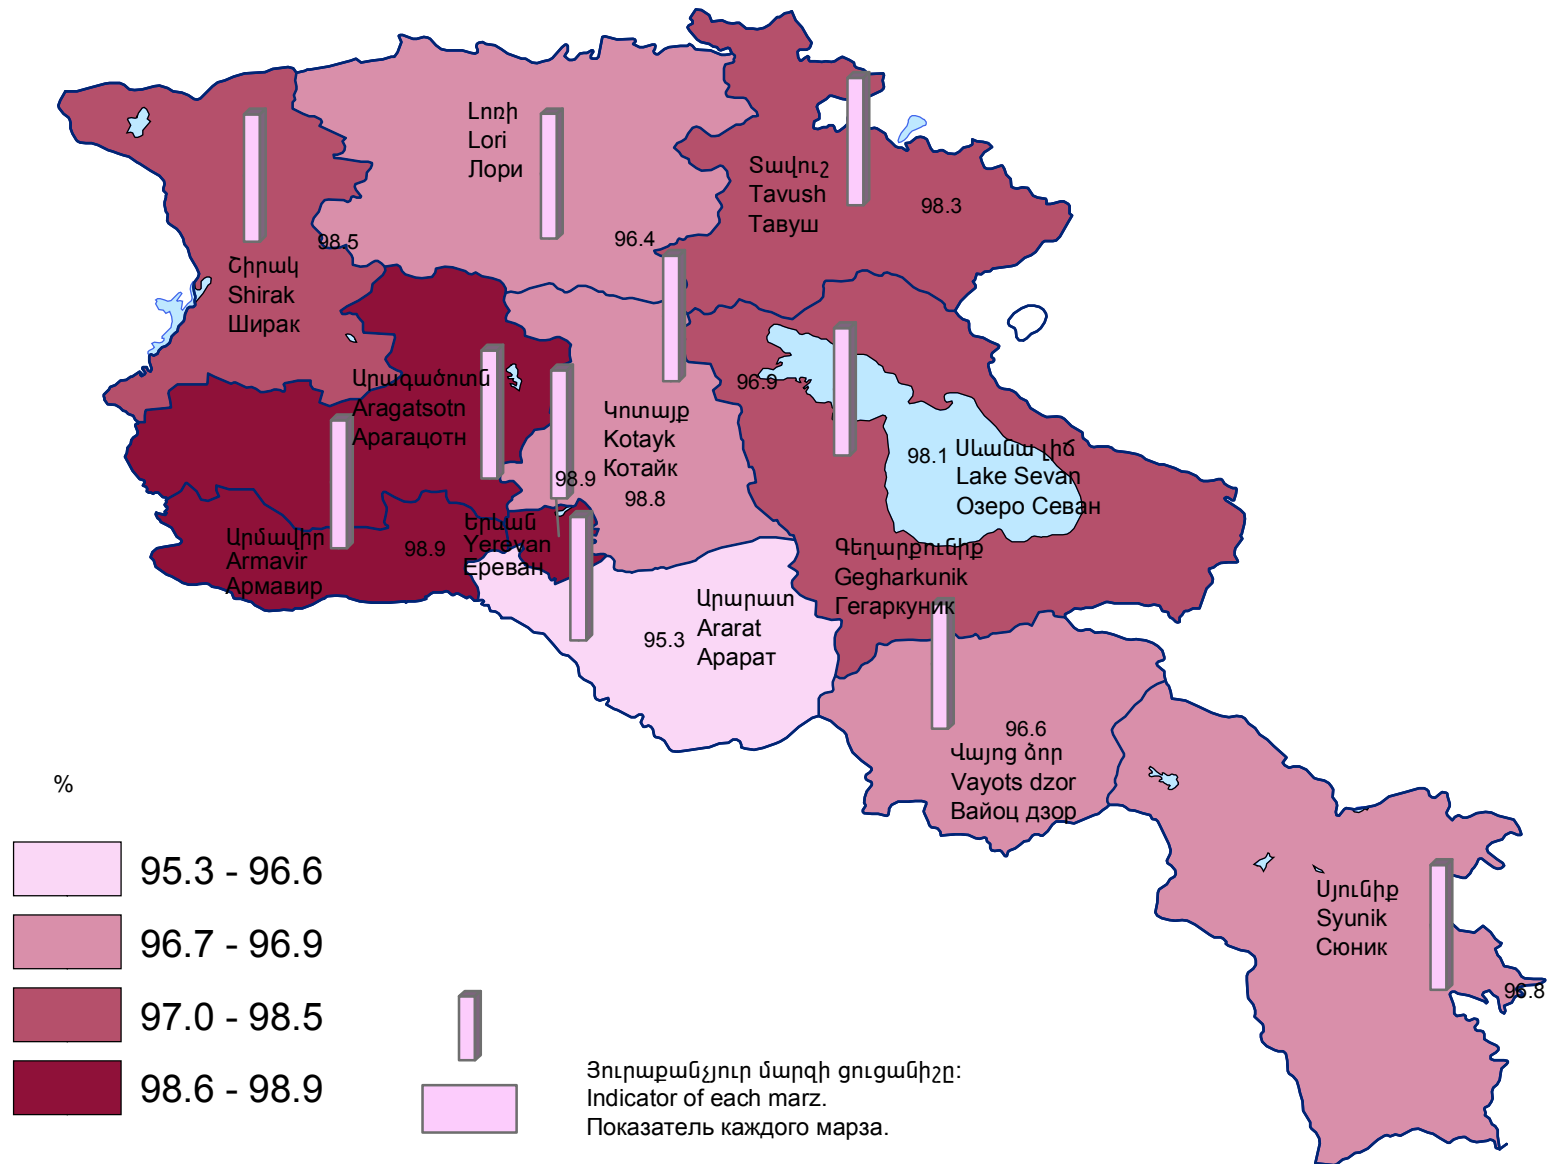 Լոռի
Lori
Лори
Տավուշ
Tavush
Тавуш
98.3
98.5
96.4
Շիրակ
Shirak
Ширак
Արագածոտն
Aragatsotn
Арагацотн
96.9
Կոտայք
Kotayk
Котайк
98.8
98.9
98.1
Սևանա լիճ
Lake Sevan
Озеро Севан
Արմավիր
Armavir
Армавир
98.9
Երևան
Yerevan
Ереван
Գեղարքունիք
Gegharkunik
Гегаркуник
95.3
Արարատ
Ararat
Арарат
96.6
Վայոց ձոր
Vayots dzor
Вайоц дзор
Սյունիք
Syunik
Сюник
96.8
%
95.3 - 96.6
96.7 - 96.9
97.0 - 98.5
98.6 - 98.9
Յուրաքանչյուր մարզի ցուցանիշը:
Indicator of each marz.
Показатель каждого марза.